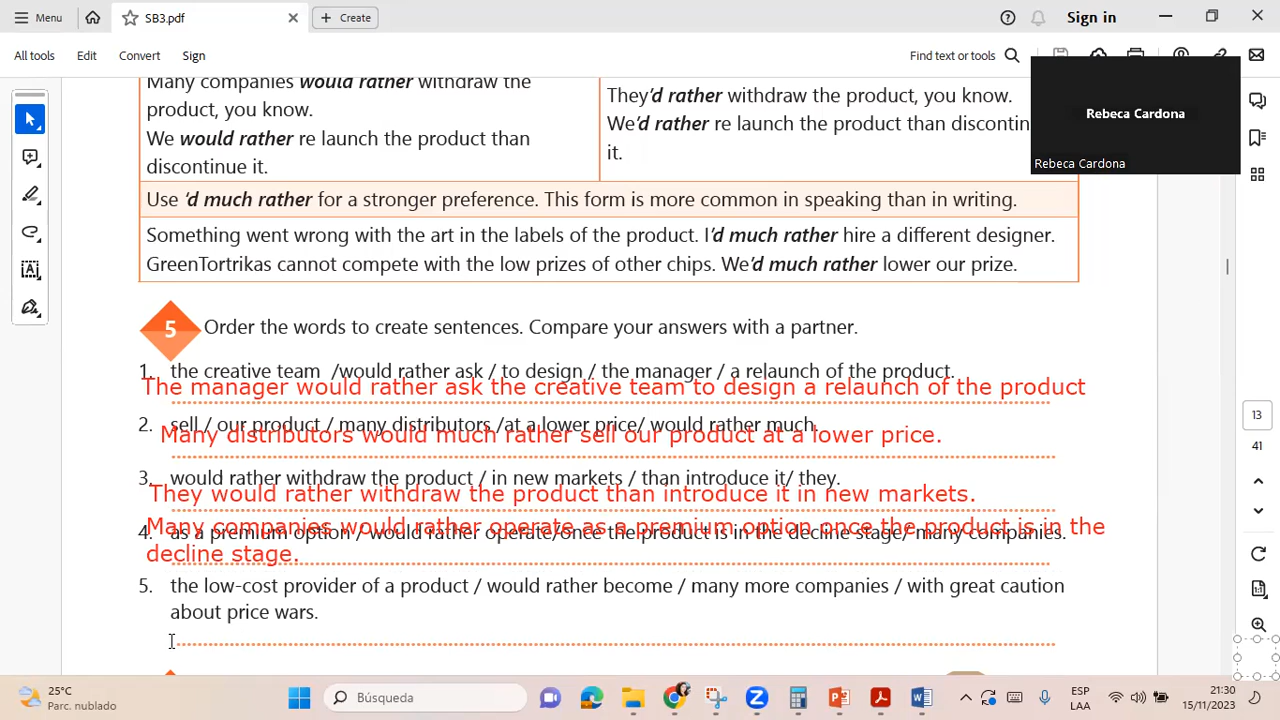 Menu
SB3.pdf
Create
Sign in
All tools
Edit
Convert
Sign
Find text or tools
Many companies would rather withdraw the
product, you know.
We would rather re launch the product than
discontinue it.
They'd rather withdraw the product, you know.
We'd rather re launch the product than discontin
it.
Rebeca Cardona
Rebeca Cardona
Use 'd much rather for a stronger preference. This form is more common in speaking than in writing.
Something went wrong with the art in the labels of the product. I'd much rather hire a different designer.
GreenTortrikas cannot compete with the low prizes of other chips. We'd much rather lower our prize.
5 Order the words to create sentences. Compare your answers with a partner.
1. the creative team /would rather ask / to design / the manager / a relaunch of the product.
The manager would rather ask the creative team to design a relaunch of the product
2. sell / our product / many distributors /at a lower price/ would rather much.
Many distributors would much rather sell our product at a lower price.
3. would rather withdraw the product / in new markets / than introduce it/ they.
They would rather withdraw the product than introduce it in new markets.
Many companies would rather operate as a premium option once the product is in the
4. as a premium option / would rather operate/once the product is in the decline stage/ many companies.
decline stage.
5. the low-cost provider of a product / would rather become / many more companies / with great caution
about price wars.
13
41
25°C
Parc. nublado
Búsqueda
ESP
LAA
21:30
15/11/2023